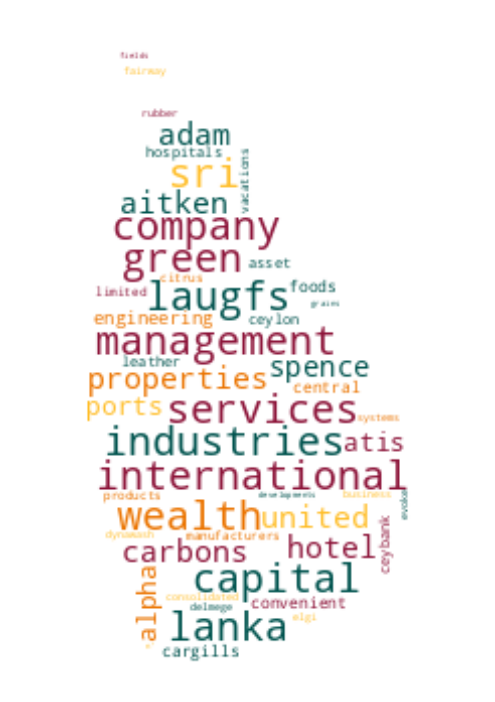 fields
fairway
rubber
adam
hospitals
vacations
sri
aitken
company
green
asset
citrus
limited
laugfs
foods
grains
engineering
ceylon
management
leather
spence
properties
central
ports
services
systems
industries
atis
international
products
developments
business
evoke
wealth
united
dynawash
manufacturers
ceybank
carbons
hotel
capital
alpha
consolidated
convenient
delmege
elgi
lanka
cargills